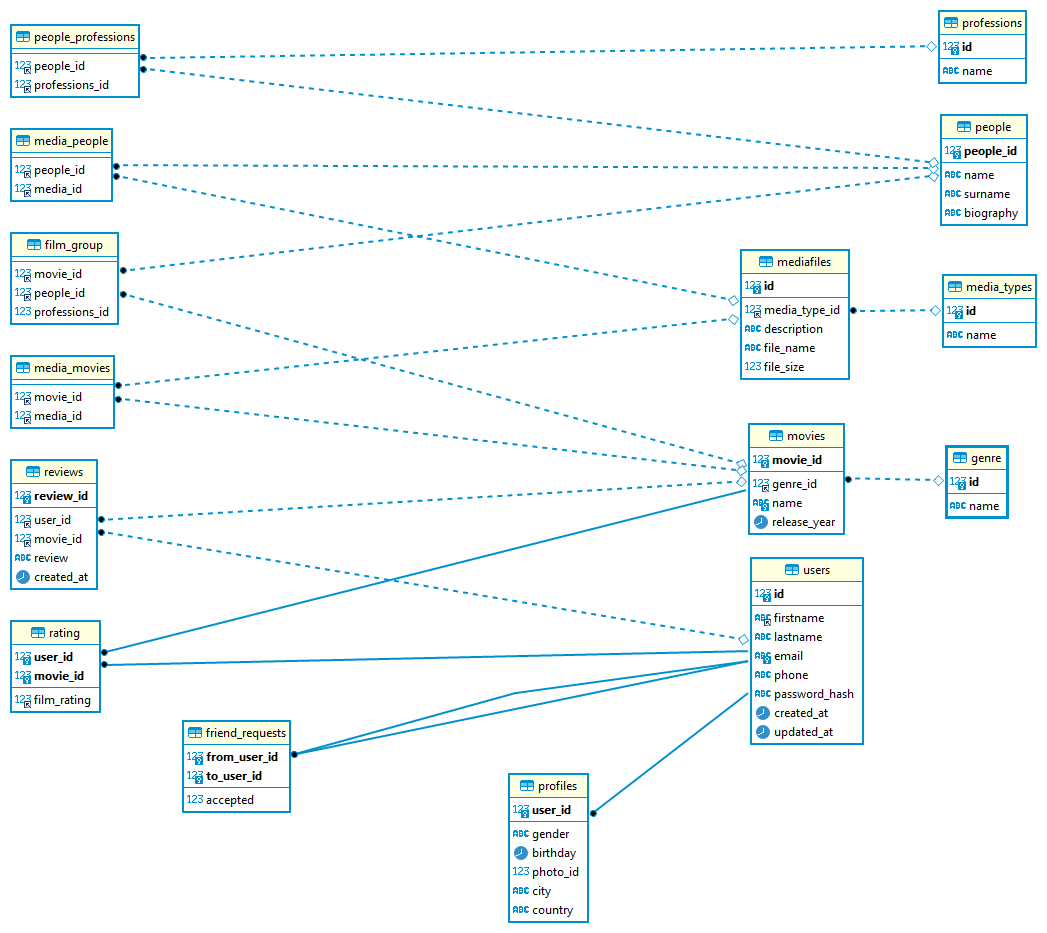 people_professions
123 people_id
123 professions_id
professions
123 id
ABC name
media_people
123 people_id
123 media_id
people
123 people_id
ABC name
ABC surname
ABC biography
film_group
123 movie_id
123 people_id
123 professions_id
mediafiles
123 id
123 media_type_id
ABC description
ABC file_name
123 file_size
media_types
123 id
ABC name
media_movies
123 movie_id
123 media_id
movies
123 movie_id
123 genre_id
ABC name
release_year
genre
123 id
ABC name
reviews
123 review_id
123 user_id
123 movie_id
ABC review
created_at
users
123 id
ABC firstname
ABC lastname
ABC email
ABC phone
ABC password_hash
created_at
updated_at
rating
123 user_id
123 movie_id
123 film_rating
friend_requests
123 from_user_id
123 to_user_id
123 accepted
profiles
123 user_id
ABC gender
birthday
123 photo_id
ABC city
ABC country